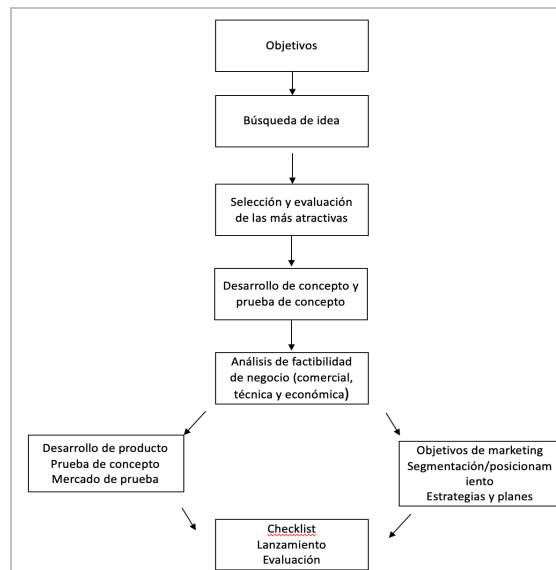 Objetivos
Búsqueda de idea
Selección y evaluación
de las más atractivas
Desarrollo de concepto y
prueba de concepto
Análisis de factibilidad
de negocio (comercial,
técnica y económica)
Desarrollo de producto
Prueba de concepto
Mercado de prueba
Objetivos de marketing
Segmentación/posicionam
iento
Estrategias y planes
Checklist
Lanzamiento
Evaluación